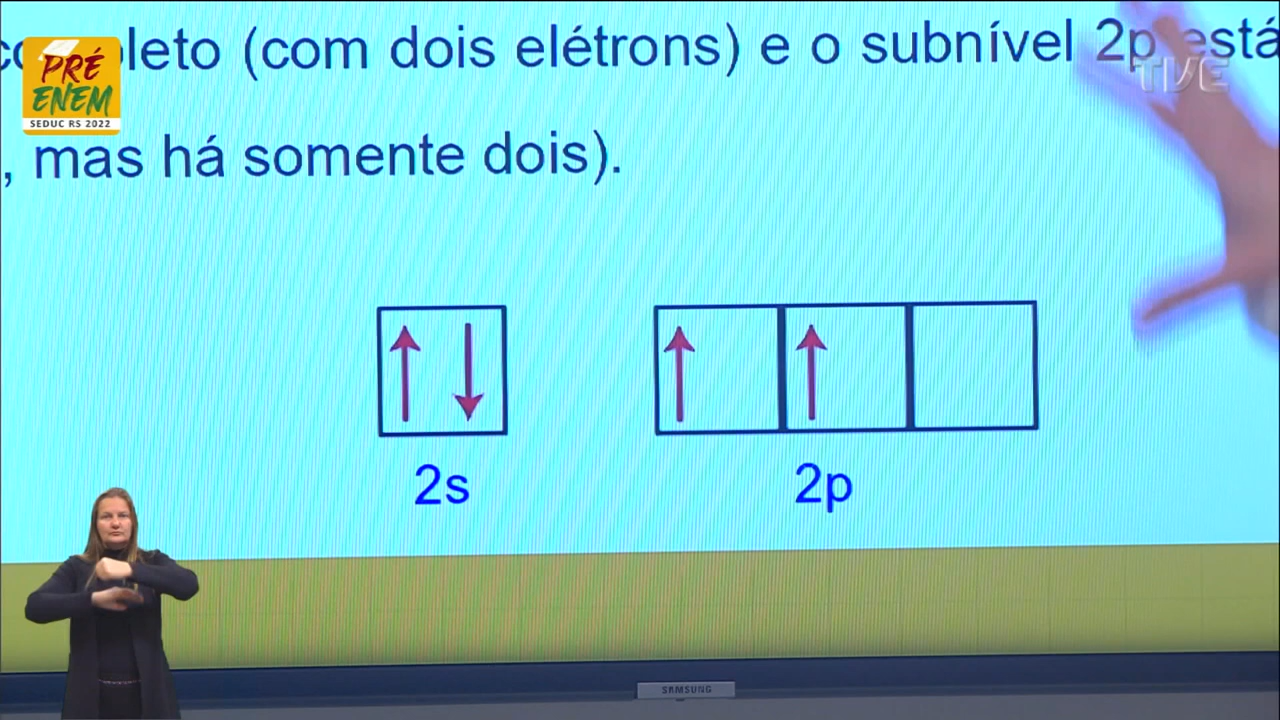 pleto (com dois elétrons) e o subnível 2p está
, mas há somente dois).
PRÉ
ENEM
SEDUC RS 2022
TVE
2s
2p
SAMSUNG